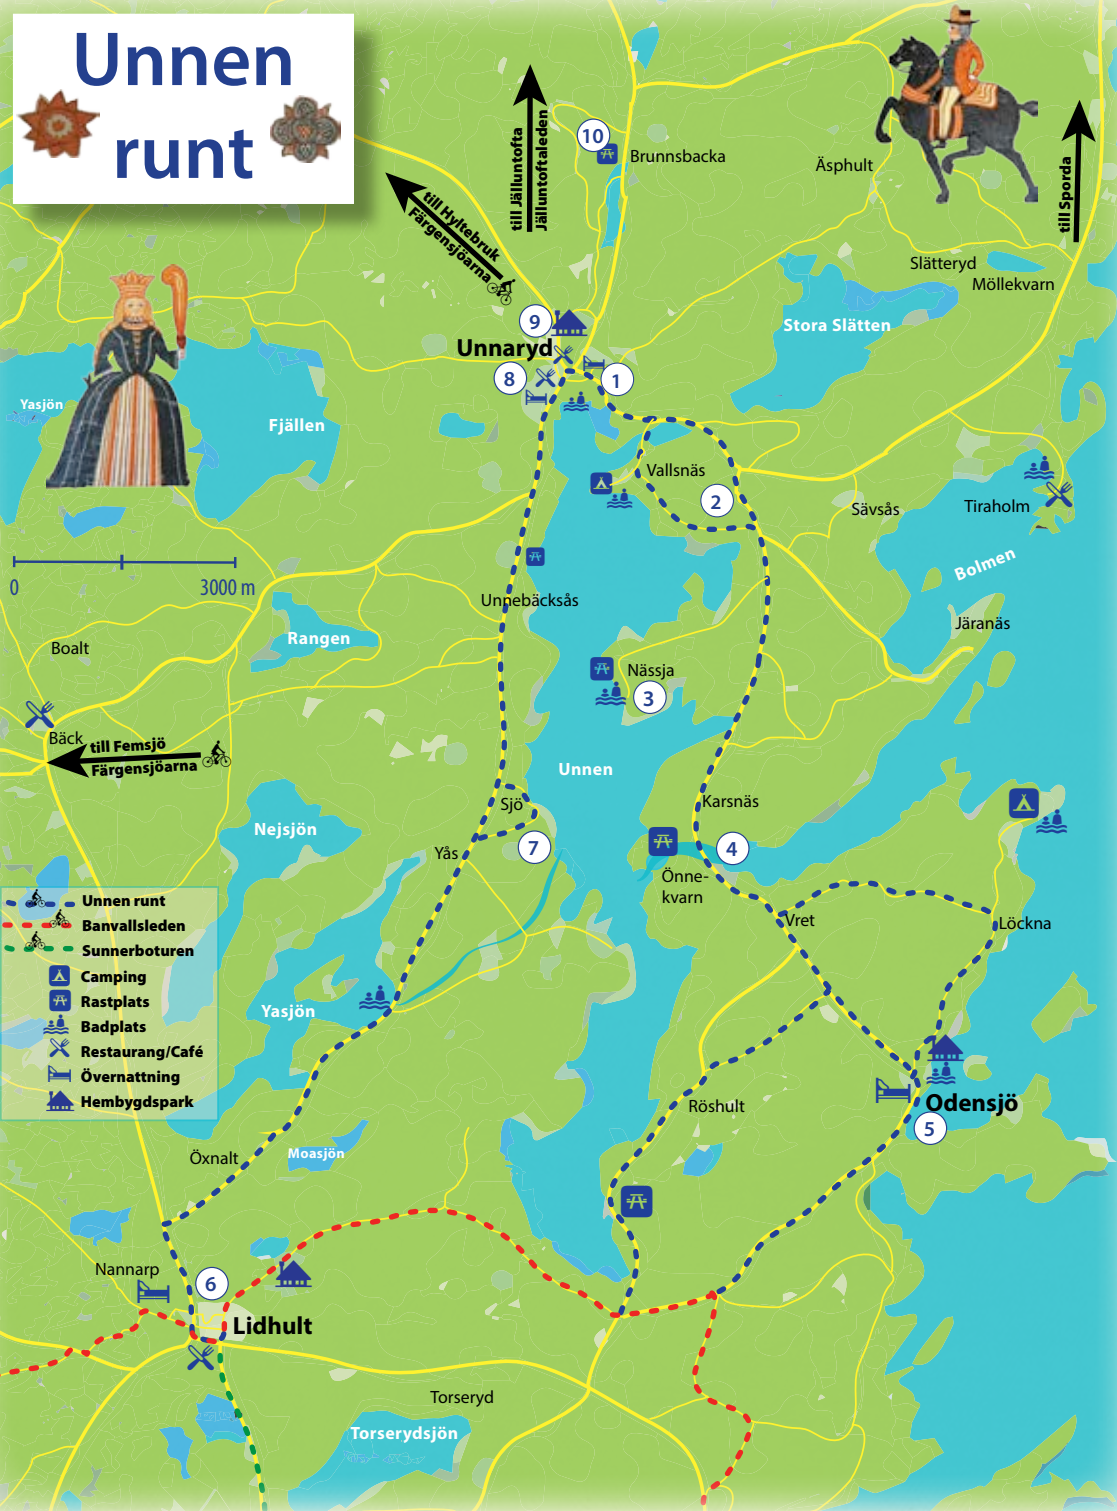 Unnen
runt
till Jälluntofta
Jälluntoftaleden
till Hyltebruk
Färgensjöarna
till Sporda
10
Brunnsbacka
Äsphult
Slätteryd
Möllekvarn
Stora Slätten
9
Unnaryd
8
1
Yasjön
Fjällen
Vallsnäs
2
Sävsås
Tiraholm
Bolmen
0
3000 m
Unnebäcksås
Järanäs
Boalt
Rangen
Nässja
3
Bäck
till Femsjö
Färgensjöarna
Unnen
Sjö
Karsnäs
Nejsjön
7
4
Yås
Önne-
kvarn
Vret
Löckna
Unnen runt
Banvallsleden
Sunnerboturen
Camping
Rastplats
Badplats
Restaurang/Café
Övernattning
Hembygdspark
Yasjön
Röshult
Odensjö
5
Öxnalt
Moasjön
Nannarp
6
Lidhult
Torseryd
Torserydsjön